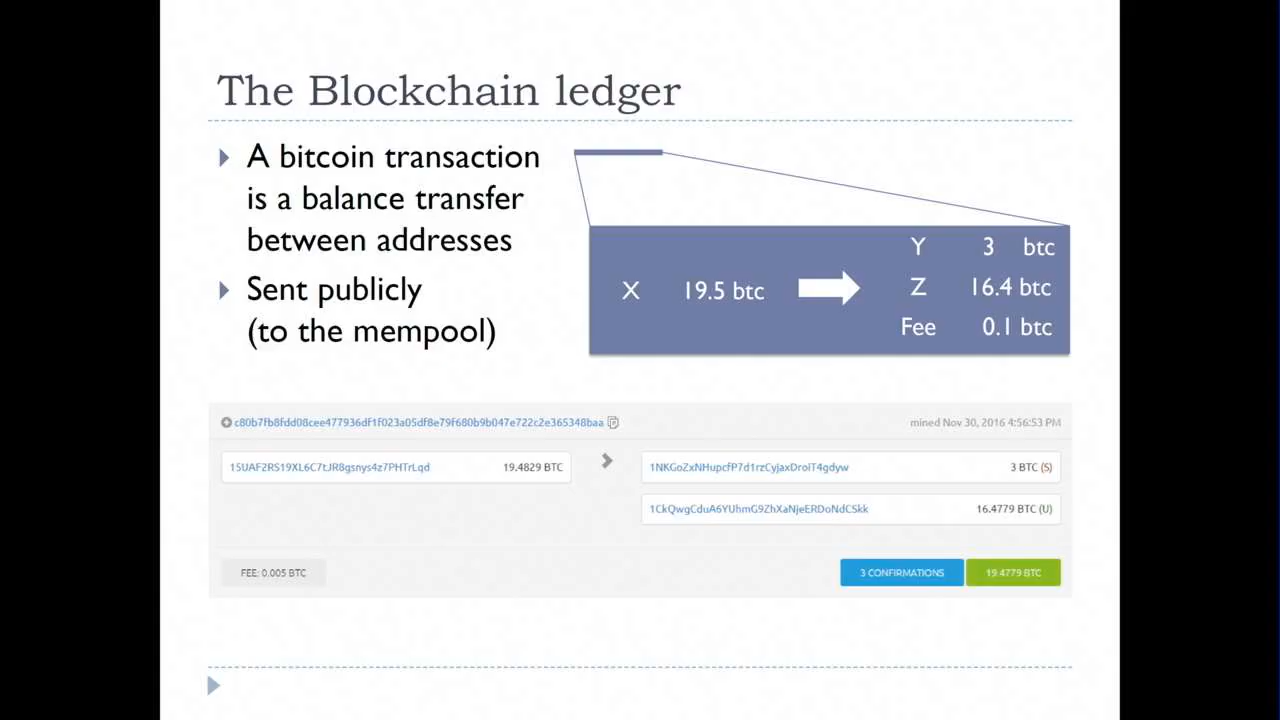 The Blockchain ledger
A bitcoin transaction
is a balance transfer
between addresses
Sent publicly
(to the mempool)
X 19.5 btc
Y 3 btc
Z 16.4 btc
Fee 0.1 btc
c80b7fb8fdd08cee477936df1f023a05df8e79f680b9b047e722c2e365348baa
mined Nov 30, 2016 4:56:53 PM
15UAF2RS19XL6C7tJR8gsnys4z7PHTrLqd 19.4829 BTC
1NKGoZxNHupcfP7d1rzCyjaxDroiT4gdyw 3 BTC (S)
1CkQwgCduA6YUhmG9ZhXaNjeERDoNdCSkk 16.4779 BTC (U)
FEE: 0.005 BTC
3 CONFIRMATIONS
19.4779 BTC